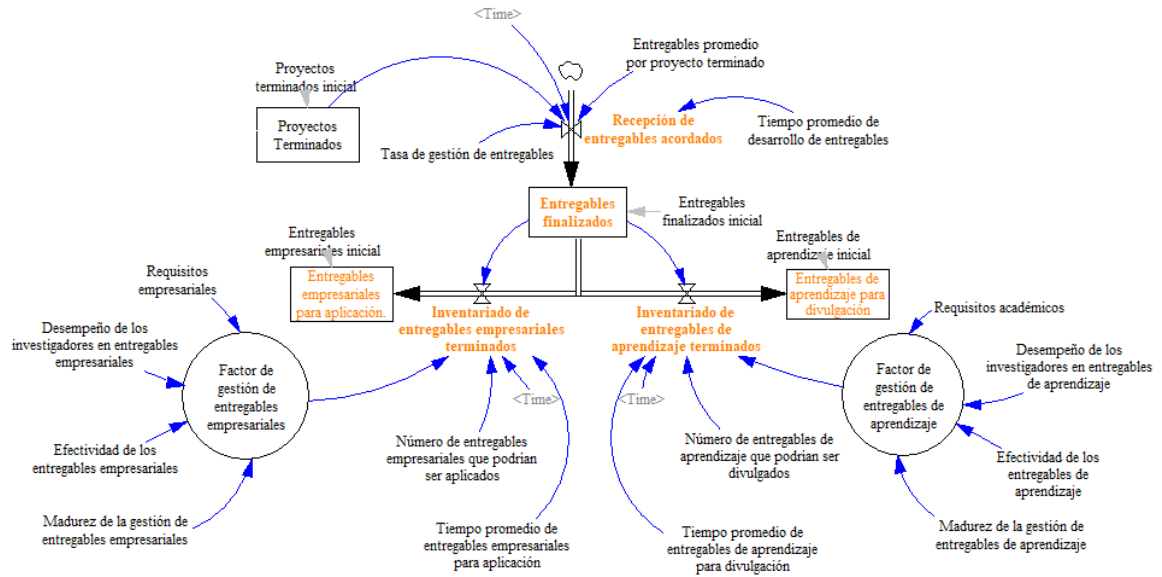 <Time>
Entregables promedio
por proyecto terminado
Proyectos
terminados inicial
Proyectos
Terminados
Recepción de
entregables acordados
Tiempo promedio de
desarrollo de entregables
Tasa de gestión de entregables
Entregables
finalizados
Entregables
finalizados inicial
Entregables
empresariales inicial
Entregables
empresariales
para aplicación.
Entregables de
aprendizaje inicial
Entregables de
aprendizaje para
divulgación
Requisitos
empresariales
Inventariado de
entregables empresariales
terminados
Inventariado de
entregables de
aprendizaje terminados
Requisitos académicos
Desempeño de los
investigadores en entregables
empresariales
Factor de
gestión de
entregables
empresariales
Factor de
gestión de
entregables de
aprendizaje
Desempeño de los
investigadores en entregables
de aprendizaje
<Time>
<Time>
Efectividad de los
entregables empresariales
Número de entregables
empresariales que podrian
ser aplicados
Número de entregables de
aprendizaje que podrían ser
divulgados
Efectividad de los
entregables de
aprendizaje
Madurez de la gestión de
entregables empresariales
Tiempo promedio de
entregables empresariales
para aplicación
Tiempo promedio de
entregables de aprendizaje para
divulgación
Madurez de la gestión de
entregables de aprendizaje